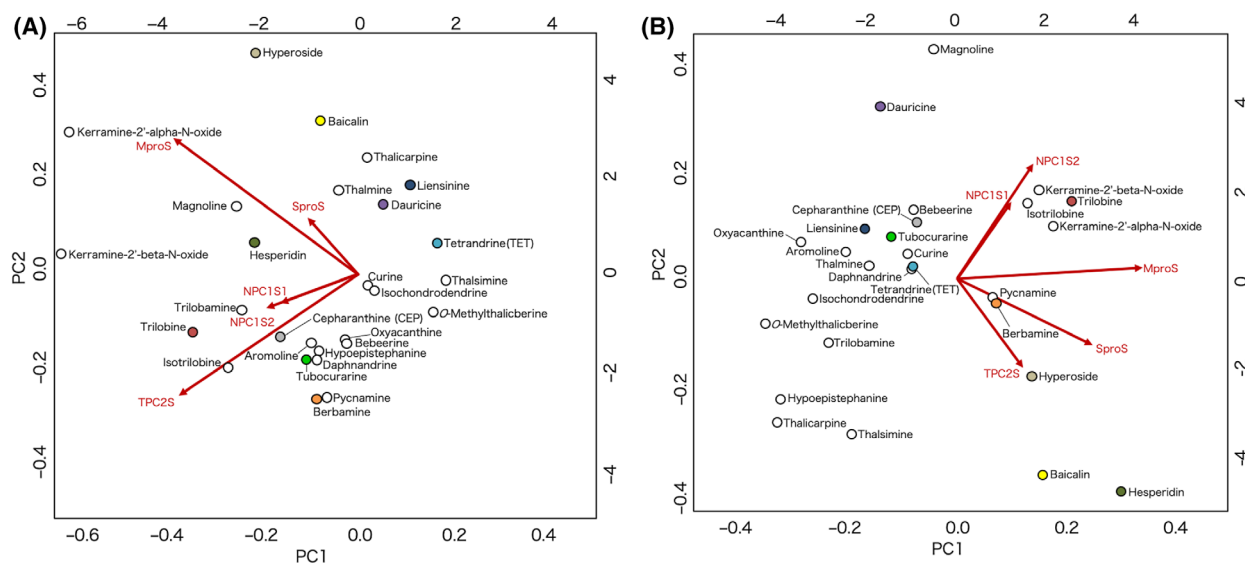 (A)
−6
−4
−2
0
2
4
Hyperoside
Baicalin
Kerramine-2'-alpha-N-oxide
MproS
Thalicarpine
Thalmine
Liensinine
Dauricine
Magnoline
SproS
Hesperidin
Tetrandrine(TET)
Kerramine-2'-beta-N-oxide
Curine
Thalsimine
NPC1S1
Isochondrodendrine
Trilobamine
NPC1S2
Cephharanthine (CEP)
O-Methylthalicberine
Trilobine
Oxyacanthine
Bebeerine
Aromoline
Hypoepistephanine
Isotrilobine
Daphnandrine
Tubocurarine
TPC2S
Pycnamine
Berbamine
0.4
0.2
0.0
−0.2
−0.4
PC2
4
2
0
−2
−4
−0.6
−0.4
−0.2
0.0
0.2
0.4
PC1
(B)
−4
−2
0
2
4
Magnoline
Dauricine
NPC1S2
NPC1S1
Kerramine-2'-beta-N-oxide
Trilobine
Isotrilobine
Kerramine-2'-alpha-N-oxide
Cepharanthine (CEP)
Bebeerine
Liensinine
Tubocurarine
Oxyacanthine
Aromoline
Curine
Thalmine
Daphnandrine
Tetrandrine(TET)
MproS
Isochondrodendrine
Pycnamine
Berbamine
O-Methylthalicberine
Trilobamine
SproS
TPC2S
Hyperoside
Hypoepistephanine
Thalicarpine
Thalsimine
Baicalin
Hesperidin
0.4
0.2
0.0
−0.2
−0.4
PC2
4
2
0
−2
−4
−0.4
−0.2
0.0
0.2
0.4
PC1